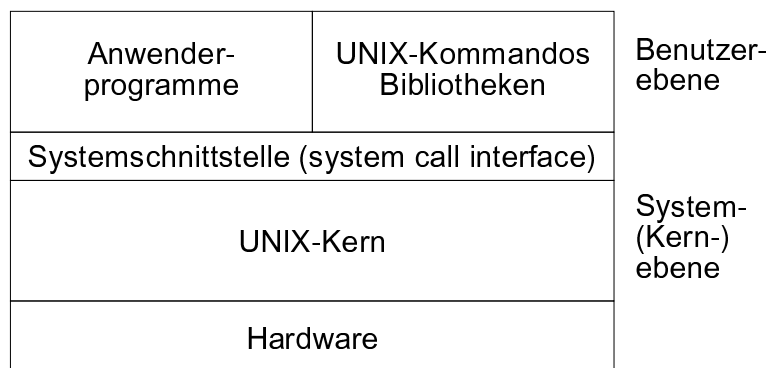 Anwender-
programme
UNIX-Kommandos
Bibliotheken
Benutzer-
ebene
Systemschnittstelle (system call interface)
UNIX-Kern
System-
(Kern-)
ebene
Hardware